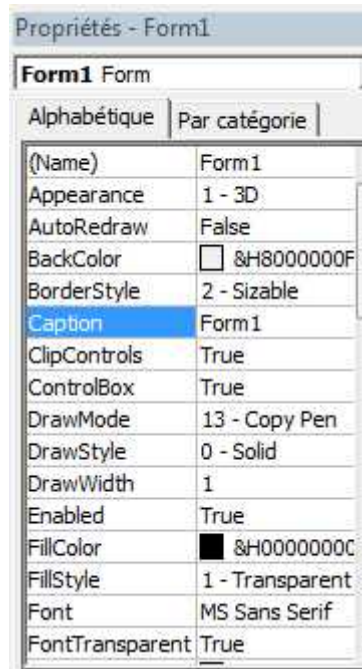 Propriétés - Form1
Form1 Form
Alphabétique Par catégorie
(Name) Form1
Appearance 1 - 3D
AutoRedraw False
BackColor &H8000000F
BorderStyle 2 - Sizable
Caption Form1
ClipControls True
ControlBox True
DrawMode 13 - Copy Pen
DrawStyle 0 - Solid
DrawWidth 1
Enabled True
FillColor &H00000000
FillStyle 1 - Transparent
Font MS Sans Serif
FontTransparent True